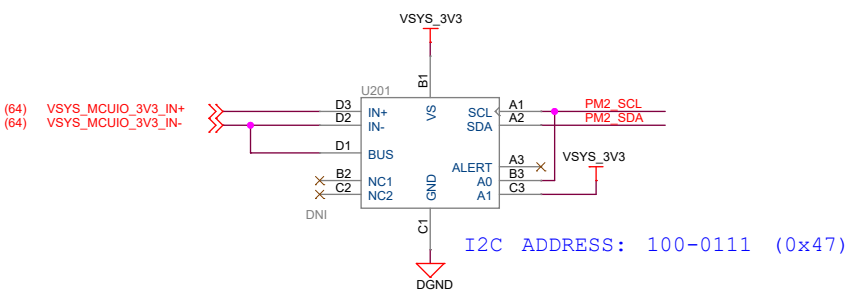 VSYS_3V3
B1
U201
(64) VSYS_MCUIO_3V3_IN+ D3 IN+ VS SCL A1 PM2_SCL
(64) VSYS_MCUIO_3V3_IN- D2 IN- SDA A2 PM2_SDA
D1 BUS
ALERT A3 VSYS_3V3
B2 NC1 A0 B3
C2 NC2 GND A1 C3
DNI
C1
I2C ADDRESS: 100-0111 (0x47)
DGND